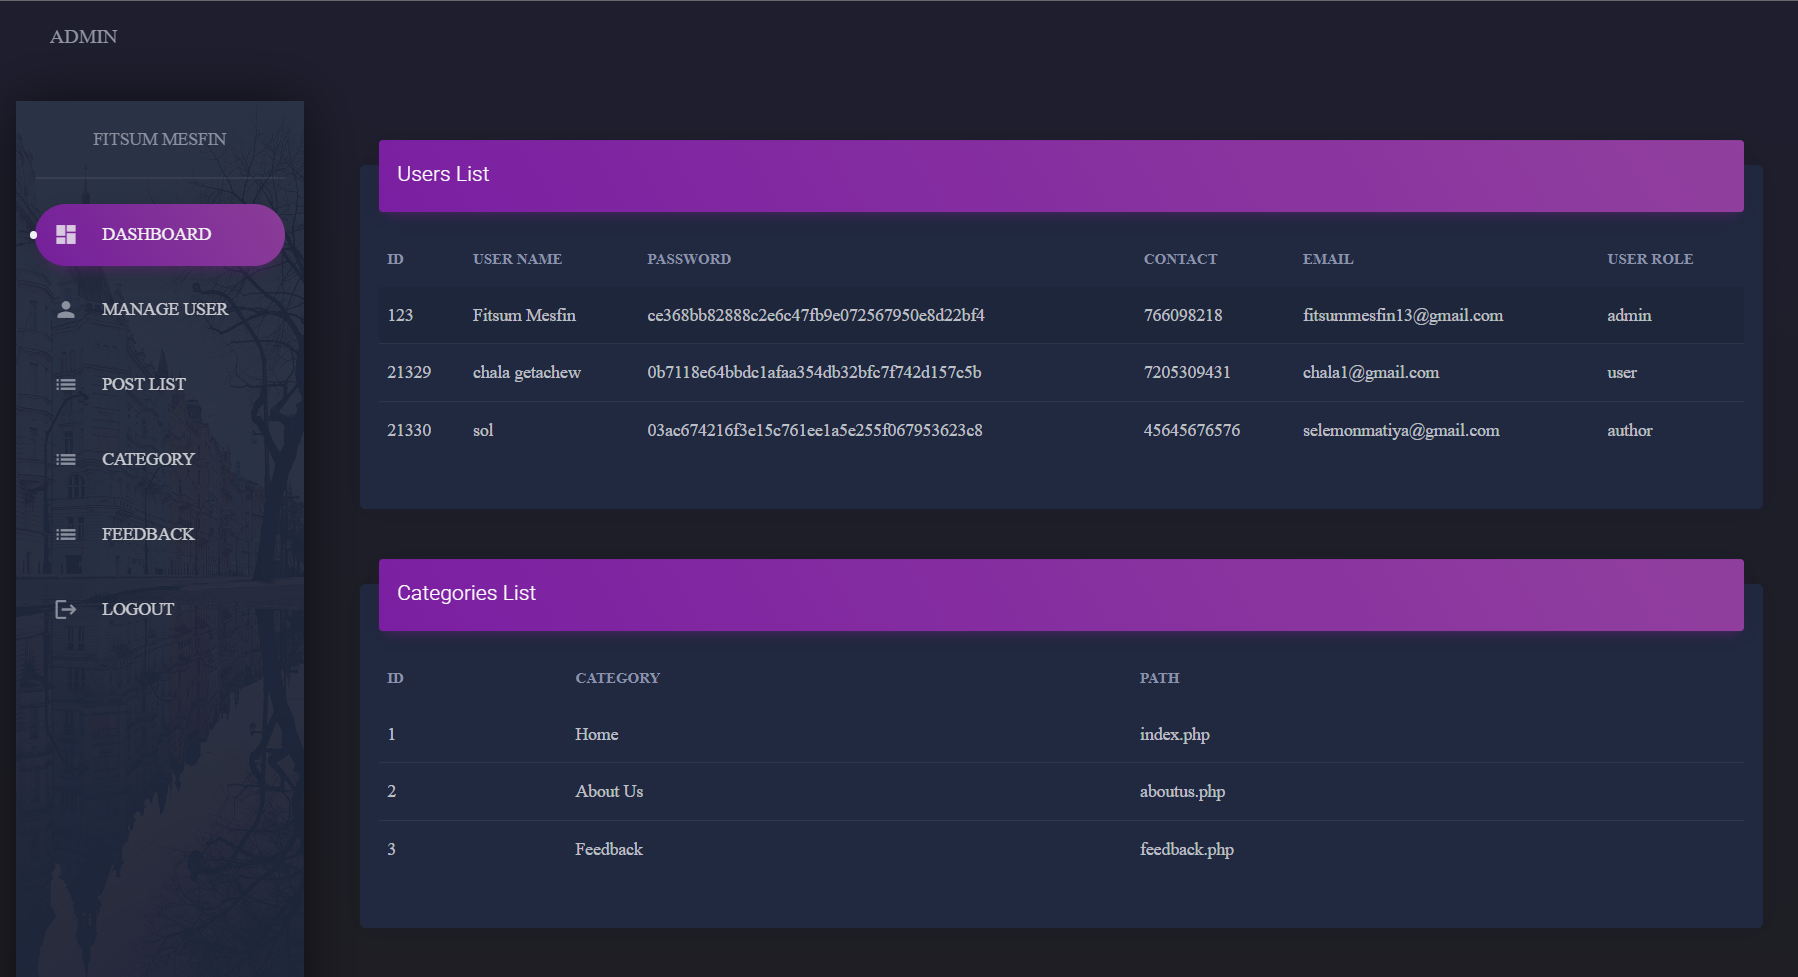 ADMIN
FITSUM MESFIN
DASHBOARD
MANAGE USER
POST LIST
CATEGORY
FEEDBACK
LOGOUT
Users List
ID USER NAME PASSWORD CONTACT EMAIL USER ROLE
123 Fitsum Mesfin ce368bb82888c2e6c47fb9e072567950e8d22bf4 766098218 fitsummesfin13@gmail.com admin
21329 chala getachew 0b7118e64bbdc1afaa354db32bfc7f742d157c5b 7205309431 chala1@gmail.com user
21330 sol 03ac674216f3e15c761ee1a5e255f067953623c8 45645676576 selemonmatiya@gmail.com author
Categories List
ID CATEGORY PATH
1 Home index.php
2 About Us aboutus.php
3 Feedback feedback.php